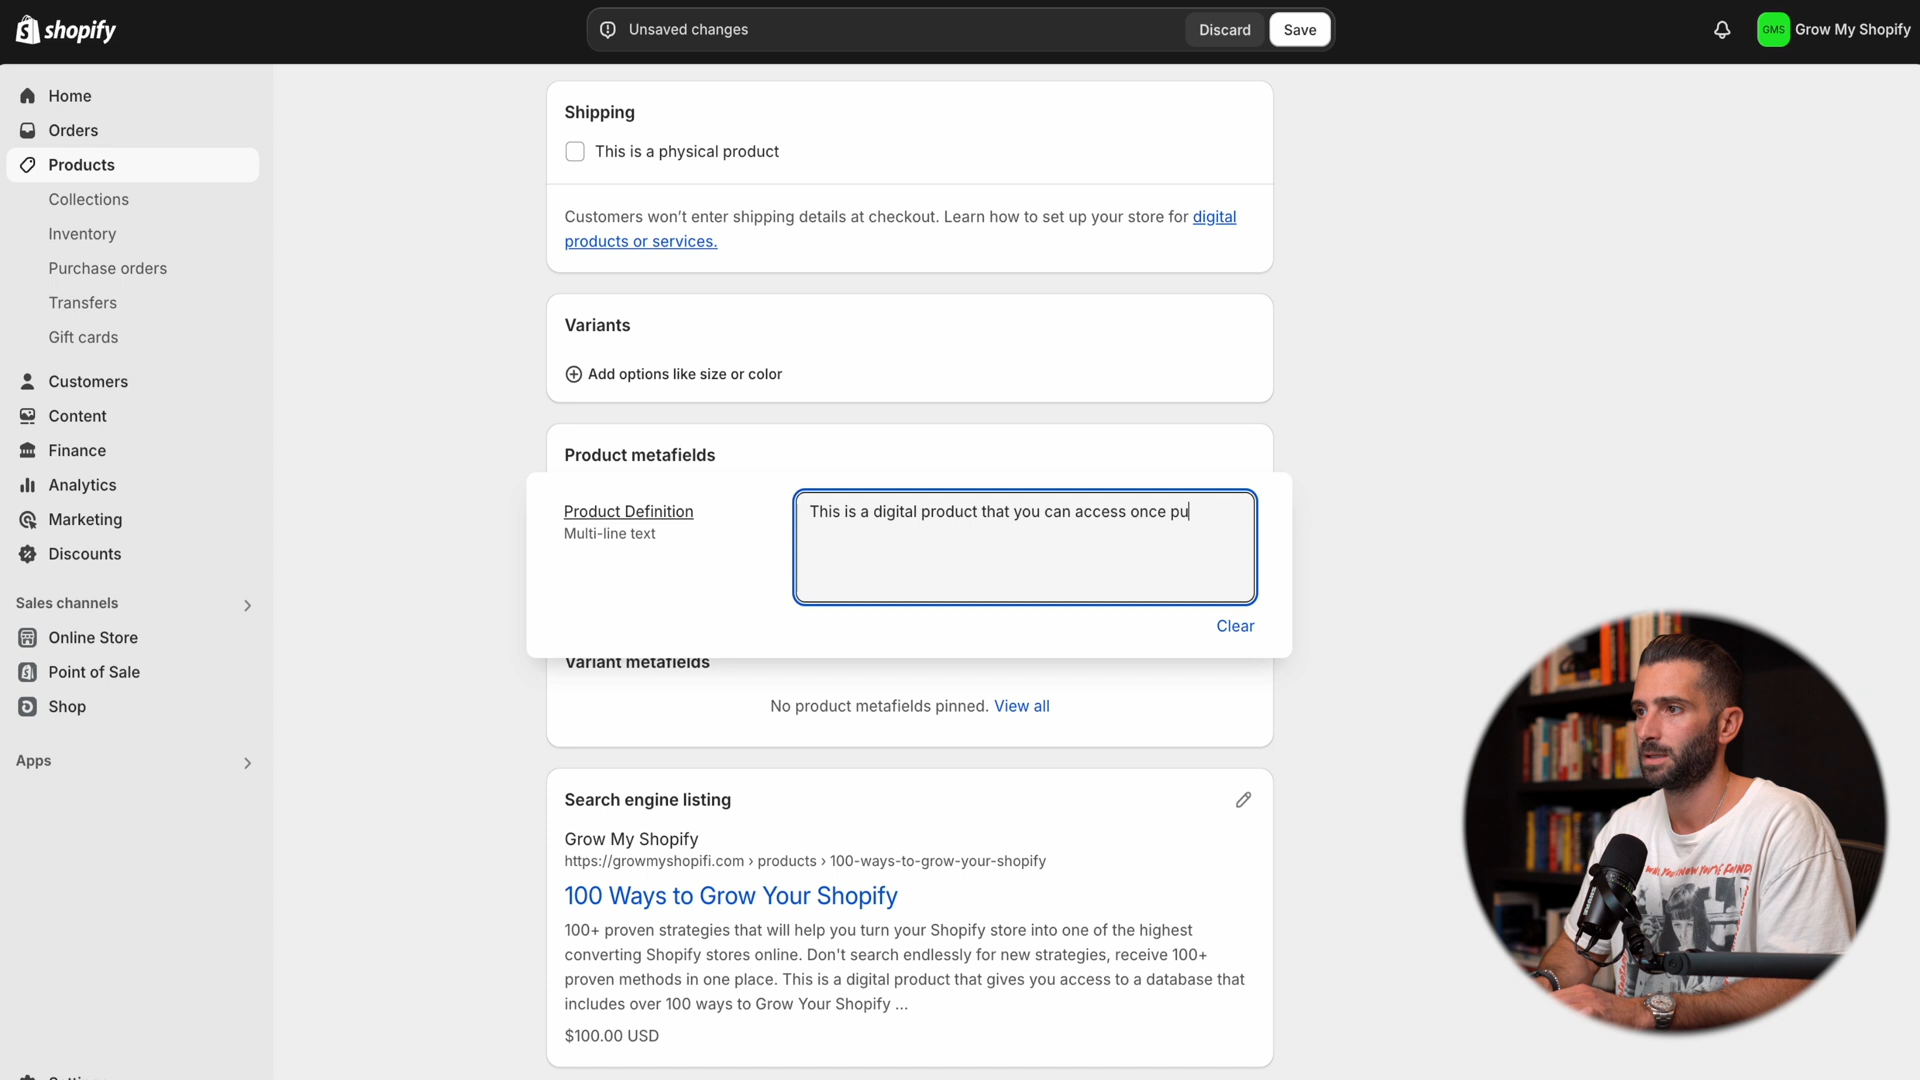 shopify
Unsaved changes
Discard
Save
GMS
Grow My Shopify
Home
Orders
Products
Collections
Inventory
Purchase orders
Transfers
Gift cards
Customers
Content
Finance
Analytics
Marketing
Discounts
Sales channels
Online Store
Point of Sale
Shop
Apps
Shipping
This is a physical product
Customers won’t enter shipping details at checkout. Learn how to set up your store for digital
products or services.
Variants
Add options like size or color
Product metafields
Product Definition
Multi-line text
This is a digital product that you can access once pu
Clear
Variant metafields
No product metafields pinned. View all
Search engine listing
Grow My Shopify
https://growmyshopifi.com › products › 100-ways-to-grow-your-shopify
100 Ways to Grow Your Shopify
100+ proven strategies that will help you turn your Shopify store into one of the highest
converting Shopify stores online. Don't search endlessly for new strategies, receive 100+
proven methods in one place. This is a digital product that gives you access to a database that
includes over 100 ways to Grow Your Shopify ...
$100.00 USD